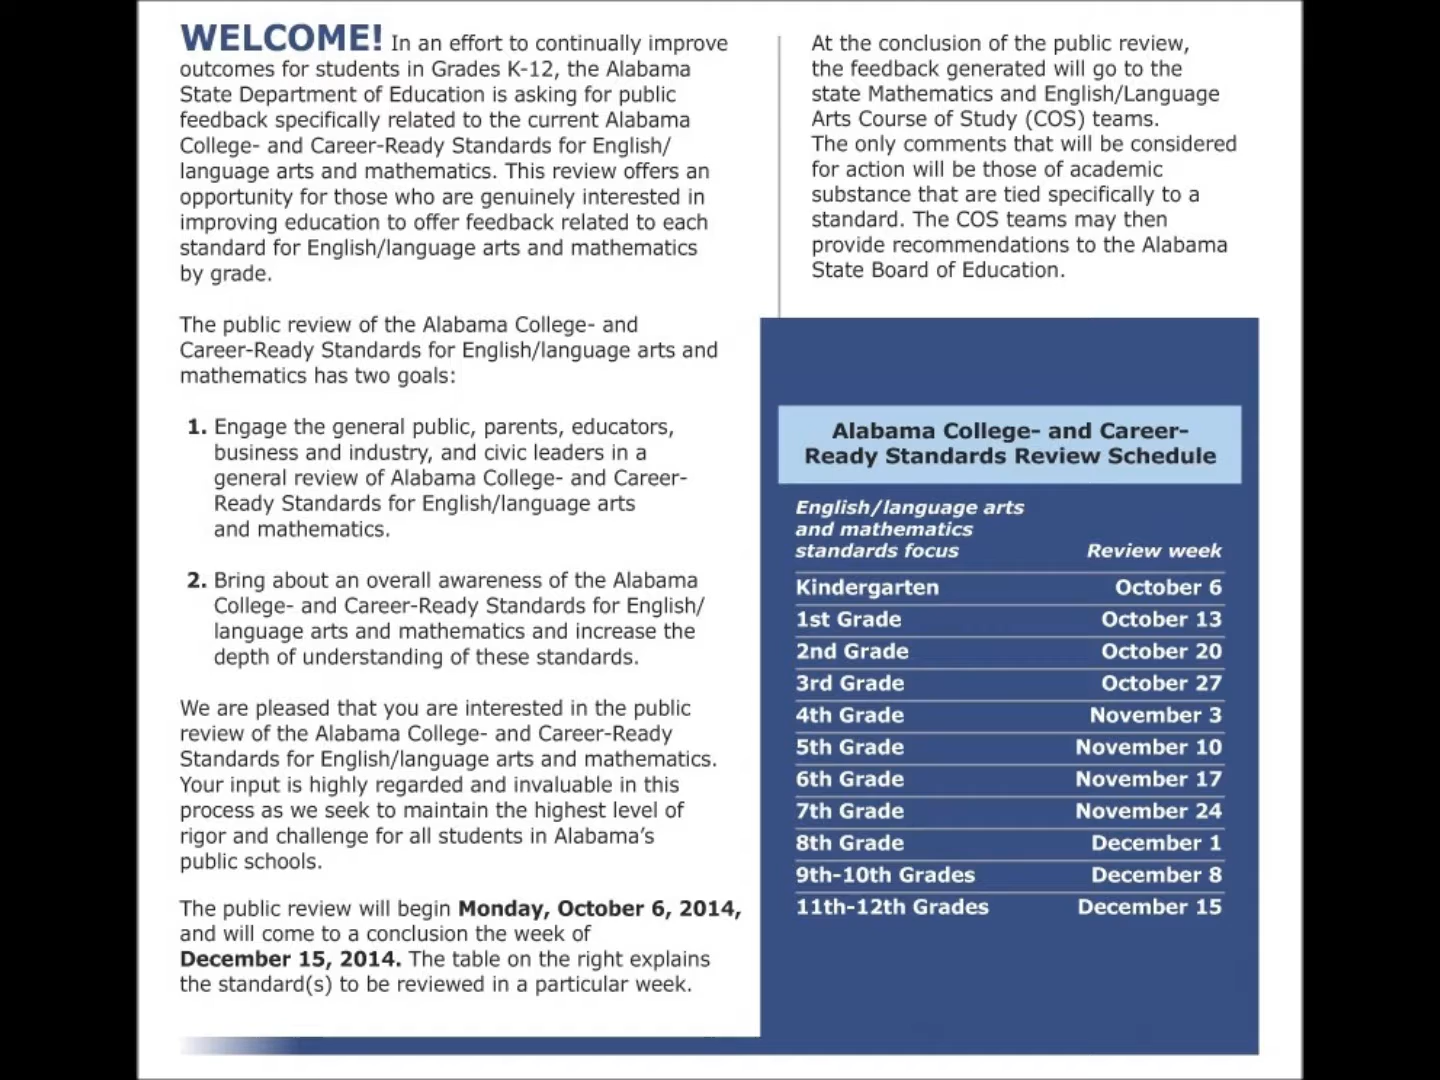 WELCOME! In an effort to continually improve
outcomes for students in Grades K-12, the Alabama
State Department of Education is asking for public
feedback specifically related to the current Alabama
College- and Career-Ready Standards for English/
language arts and mathematics. This review offers an
opportunity for those who are genuinely interested in
improving education to offer feedback related to each
standard for English/language arts and mathematics
by grade.
The public review of the Alabama College- and
Career-Ready Standards for English/language arts and
mathematics has two goals:
1. Engage the general public, parents, educators,
business and industry, and civic leaders in a
general review of Alabama College- and Career-
Ready Standards for English/language arts
and mathematics.
2. Bring about an overall awareness of the Alabama
College- and Career-Ready Standards for English/
language arts and mathematics and increase the
depth of understanding of these standards.
We are pleased that you are interested in the public
review of the Alabama College- and Career-Ready
Standards for English/language arts and mathematics.
Your input is highly regarded and invaluable in this
process as we seek to maintain the highest level of
rigor and challenge for all students in Alabama's
public schools.
The public review will begin Monday, October 6, 2014,
and will come to a conclusion the week of
December 15, 2014. The table on the right explains
the standard(s) to be reviewed in a particular week.
At the conclusion of the public review,
the feedback generated will go to the
state Mathematics and English/Language
Arts Course of Study (COS) teams.
The only comments that will be considered
for action will be those of academic
substance that are tied specifically to a
standard. The COS teams may then
provide recommendations to the Alabama
State Board of Education.
Alabama College- and Career-
Ready Standards Review Schedule
English/language arts
and mathematics
standards focus Review week
Kindergarten October 6
1st Grade October 13
2nd Grade October 20
3rd Grade October 27
4th Grade November 3
5th Grade November 10
6th Grade November 17
7th Grade November 24
8th Grade December 1
9th-10th Grades December 8
11th-12th Grades December 15